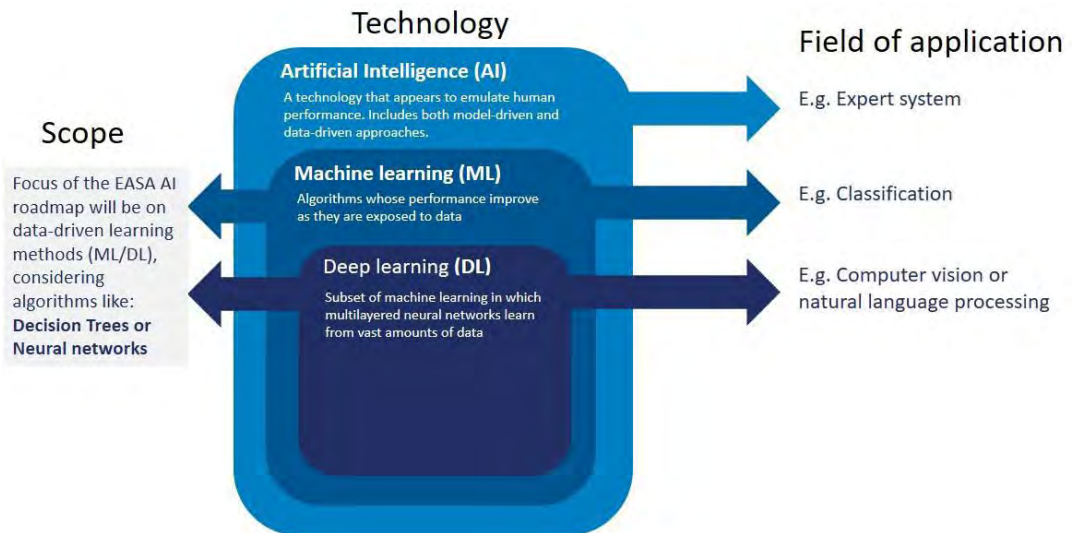 Technology
Field of application
Scope
Artificial Intelligence (AI)
A technology that appears to emulate human
performance. Includes both model-driven and
data-driven approaches.
E.g. Expert system
Machine learning (ML)
Algorithms whose performance improve
as they are exposed to data
E.g. Classification
Focus of the EASA AI
roadmap will be on
data-driven learning
methods (ML/DL),
considering
algorithms like:
Decision Trees or
Neural networks
Deep learning (DL)
Subset of machine learning in which
multilayered neural networks learn
from vast amounts of data
E.g. Computer vision or
natural language processing